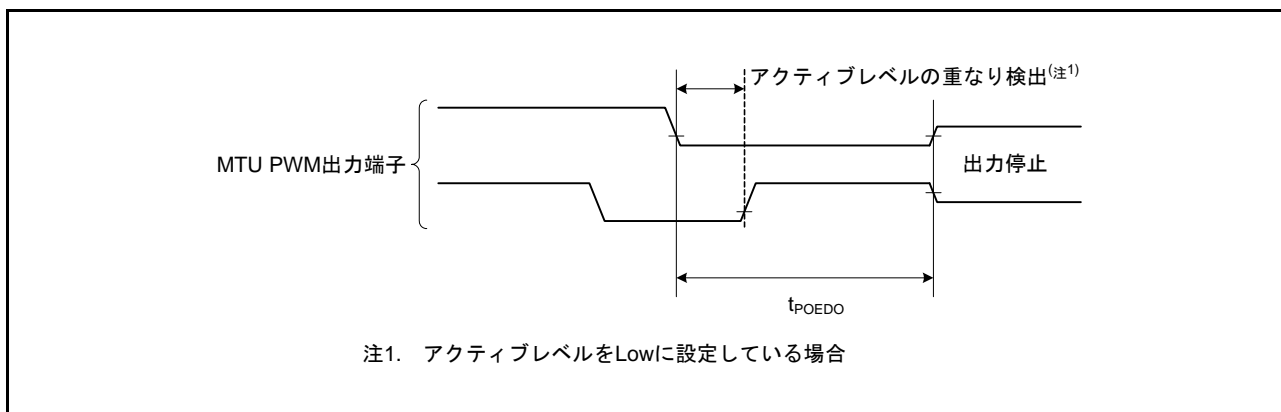 アクティブレベルの重なり検出(注1)
MTU PWM出力端子
出力停止
tPOEDO
注1. アクティブレベルをLowに設定している場合